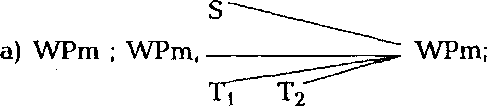 S
a) WPm ; WPm, WPm;
T₁ T₂